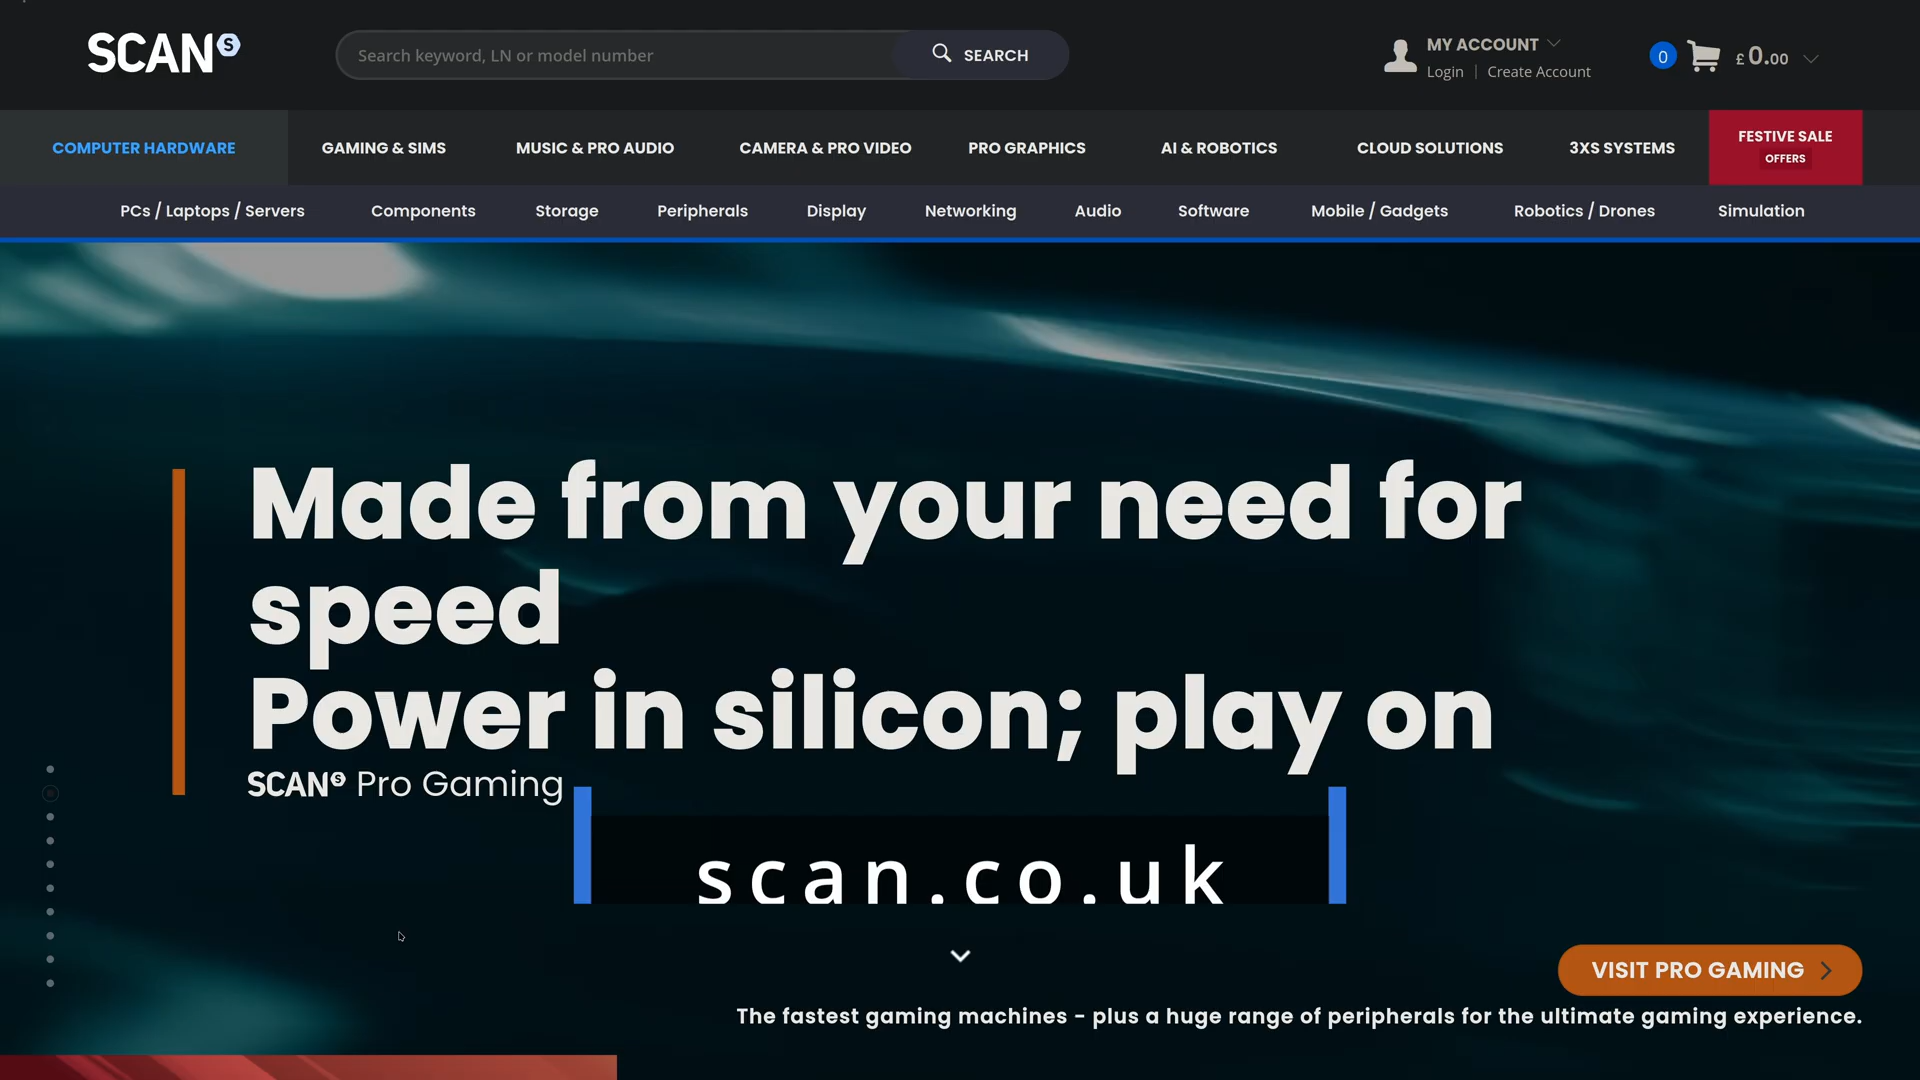 SCAN S
Search keyword, LN or model number
SEARCH
MY ACCOUNT
Login | Create Account
0
£0.00
COMPUTER HARDWARE
GAMING & SIMS
MUSIC & PRO AUDIO
CAMERA & PRO VIDEO
PRO GRAPHICS
AI & ROBOTICS
CLOUD SOLUTIONS
3XS SYSTEMS
FESTIVE SALE
OFFERS
PCs / Laptops / Servers
Components
Storage
Peripherals
Display
Networking
Audio
Software
Mobile / Gadgets
Robotics / Drones
Simulation
Made from your need for
speed
Power in silicon; play on
SCAN S Pro Gaming
scan.co.uk
VISIT PRO GAMING
The fastest gaming machines - plus a huge range of peripherals for the ultimate gaming experience.